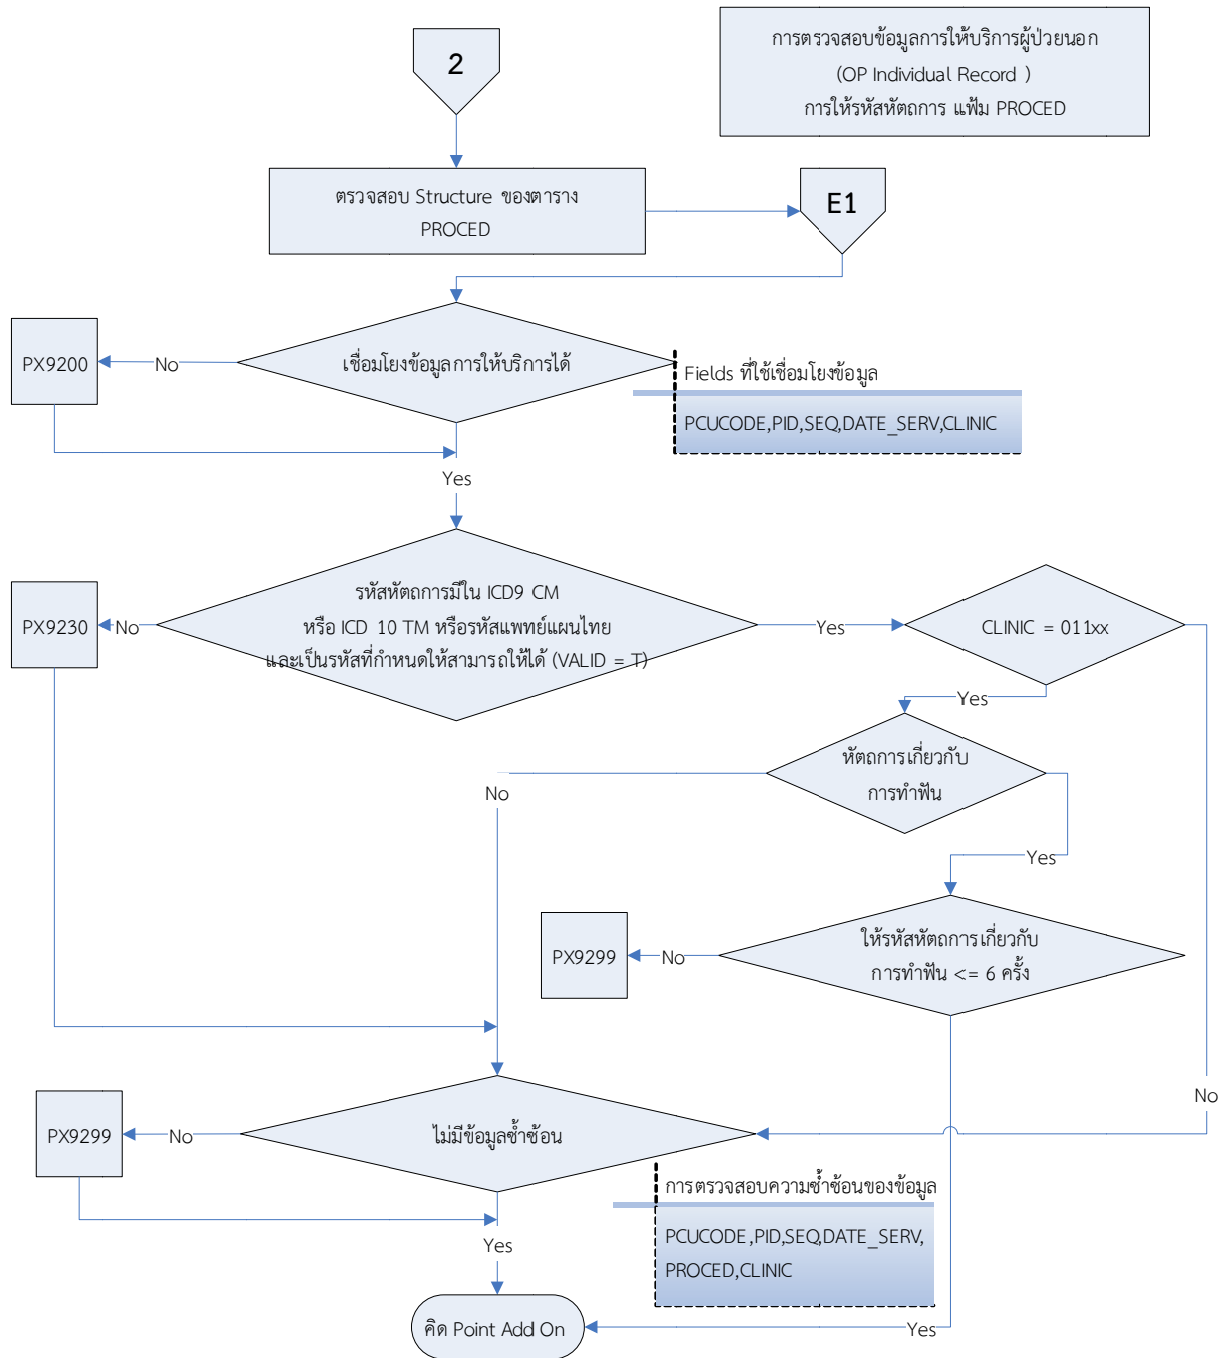 2
การตรวจสอบข้อมูลการให้บริการผู้ป่วยนอก
(OP Individual Record )
การให้รหัสหัตถการ แฟ้ม PROCED
ตรวจสอบ Structure ของตาราง
PROCED
E1
เชื่อมโยงข้อมูลการให้บริการได้
No
PX9200
Fields ที่ใช้เชื่อมโยงข้อมูล
PCUCODE,PID,SEQ,DATE_SERV,CLINIC
Yes
รหัสหัตถการมีใน ICD9 CM
หรือ ICD 10 TM หรือรหัสแพทย์แผนไทย
และเป็นรหัสที่กำหนดให้สามารถให้ได้ (VALID = T)
No
PX9230
Yes
CLINIC = 011xx
Yes
หัตถการเกี่ยวกับ
การทำฟัน
No
Yes
ให้รหัสหัตถการเกี่ยวกับ
การทำฟัน <= 6 ครั้ง
No
PX9299
No
ไม่มีข้อมูลซ้ำซ้อน
No
PX9299
การตรวจสอบความซ้ำซ้อนของข้อมูล
PCUCODE,PID,SEQ,DATE_SERV,
PROCED,CLINIC
Yes
คิด Point Add On
Yes